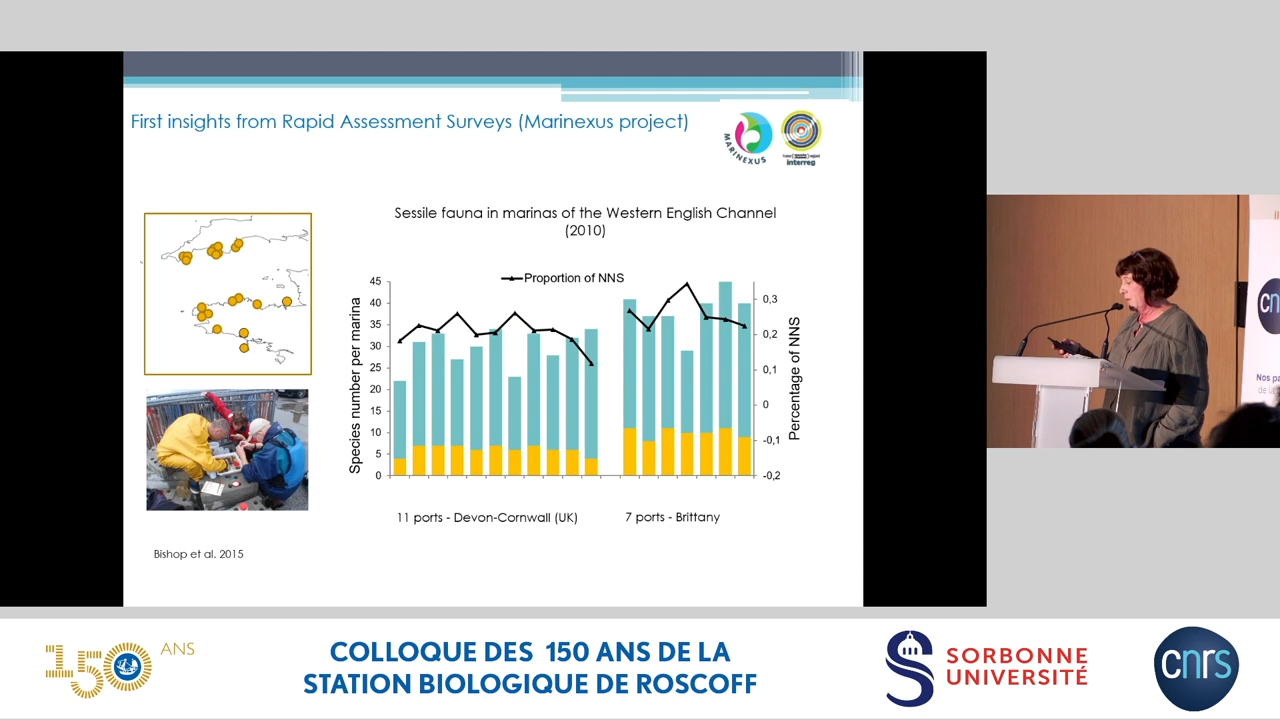 First insights from Rapid Assessment Surveys (Marinexus project)
MARINEXUS
interreg
Sessile fauna in marinas of the Western English Channel
(2010)
Proportion of NNS
Species number per marina
45
40
35
30
25
20
15
10
5
0
0,3
0,2
0,1
0
-0,1
-0,2
Percentage of NNS
11 ports - Devon-Cornwall (UK)
7 ports - Brittany
Bishop et al. 2015
Nos pa
de la
150 ANS
COLLOQUE DES 150 ANS DE LA
STATION BIOLOGIQUE DE ROSCOFF
SORBONNE
UNIVERSITÉ
cnrs